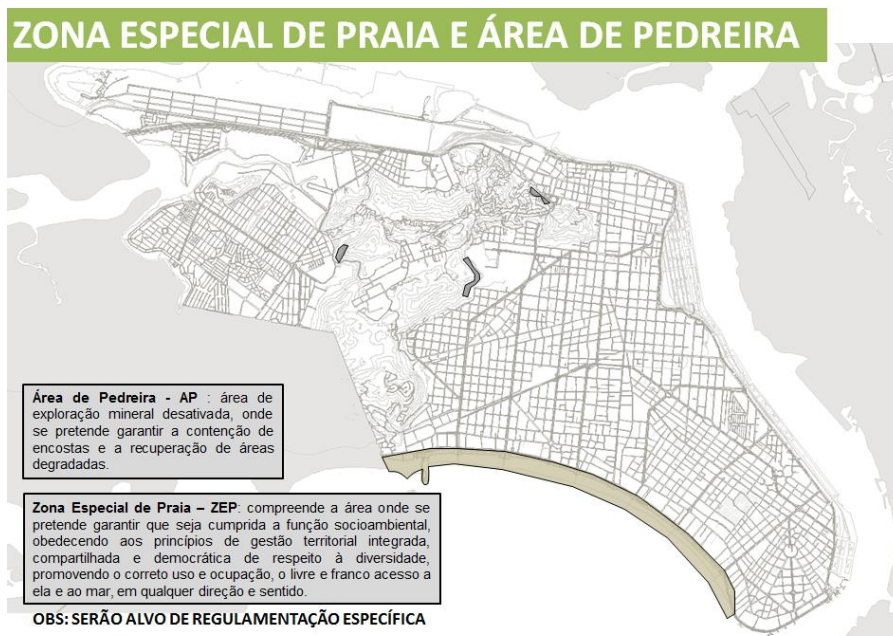 ZONA ESPECIAL DE PRAIA E ÁREA DE PEDREIRA
Área de Pedreira - AP : área de
exploração mineral desativada, onde
se pretende garantir a contenção de
encostas e a recuperação de áreas
degradadas.
Zona Especial de Praia – ZEP: compreende a área onde se
pretende garantir que seja cumprida a função socioambiental,
obedecendo aos princípios de gestão territorial integrada,
compartilhada e democrática de respeito à diversidade,
promovendo o correto uso e ocupação, o livre e franco acesso a
ela e ao mar, em qualquer direção e sentido.
OBS: SERÃO ALVO DE REGULAMENTAÇÃO ESPECÍFICA